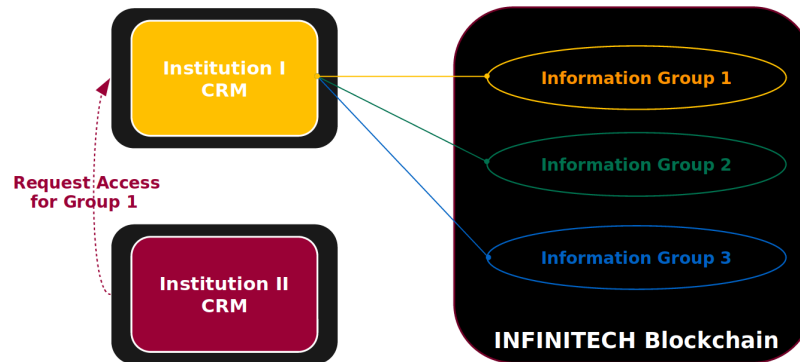 Institution I
CRM
Information Group 1
Information Group 2
Request Access
for Group 1
Information Group 3
Institution II
CRM
INFINITECH Blockchain